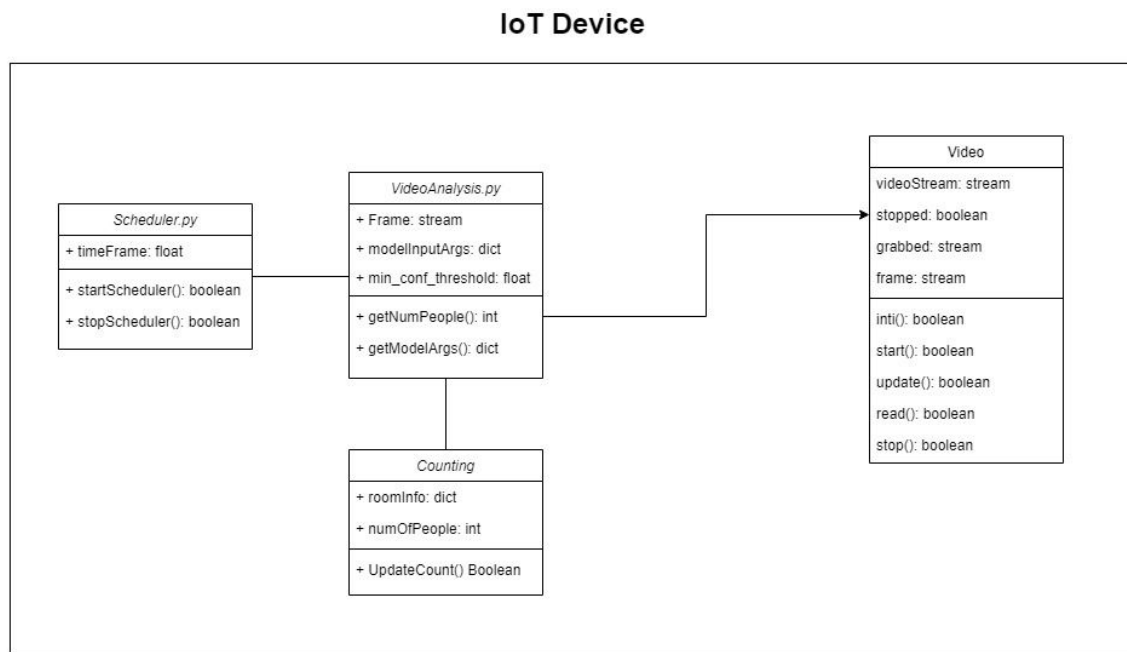 IoT Device
Scheduler.py
+ timeFrame: float
+ startScheduler(): boolean
+ stopScheduler(): boolean
VideoAnalysis.py
+ Frame: stream
+ modelInputArgs: dict
+ min_conf_threshold: float
+ getNumPeople(): int
+ getModelArgs(): dict
Counting
+ roomInfo: dict
+ numOfPeople: int
+ UpdateCount() Boolean
Video
videoStream: stream
stopped: boolean
grabbed: stream
frame: stream
inti(): boolean
start(): boolean
update(): boolean
read(): boolean
stop(): boolean